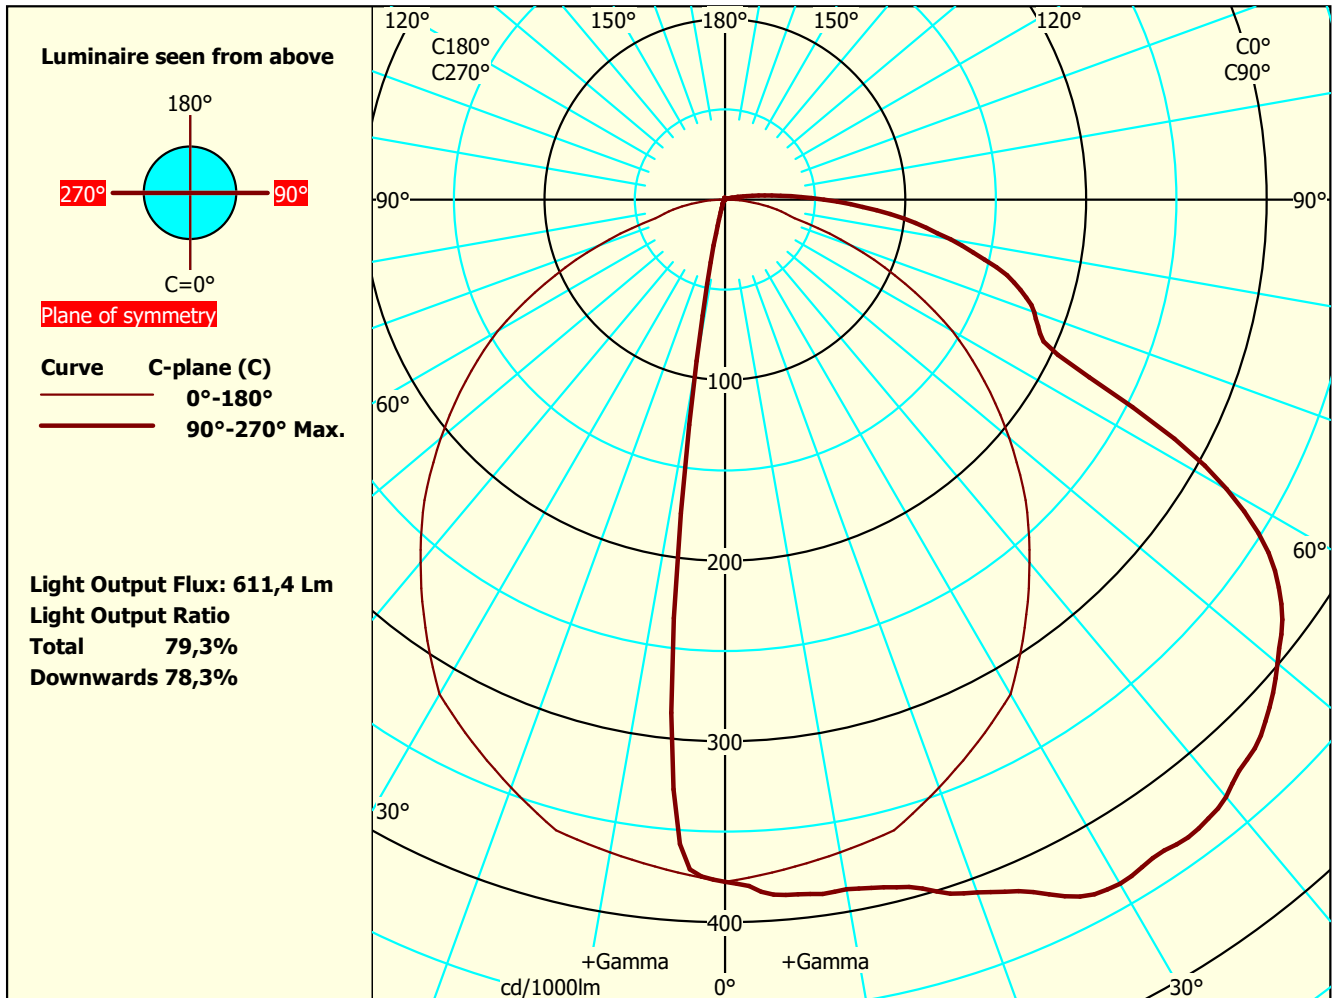 Luminaire seen from above
180°
270°
90°
C=0°
Plane of symmetry
Curve C-plane (C)
0°-180°
90°-270° Max.
Light Output Flux: 611,4 Lm
Light Output Ratio
Total 79,3%
Downwards 78,3%
120° 150° 180° 150° 120°
C180° C0°
C270° C90°
90° 90°
100
60°
200
60°
300
30°
400
+Gamma +Gamma
cd/1000lm 0° 30°